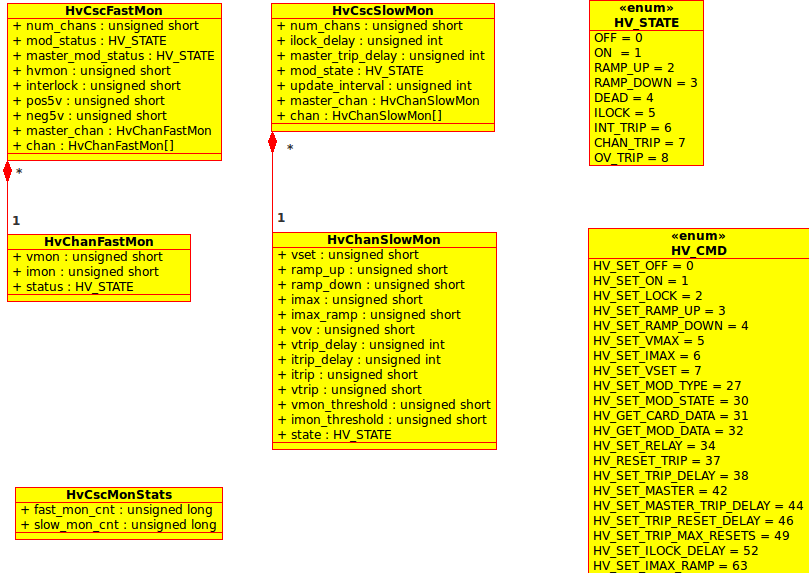 HvCscFastMon
+ num_chans : unsigned short
+ mod_status : HV_STATE
+ master_mod_status : HV_STATE
+ hvmon : unsigned short
+ interlock : unsigned short
+ pos5v : unsigned short
+ neg5v : unsigned short
+ master_chan : HvChanFastMon
+ chan : HvChanFastMon[]
*
1
HvChanFastMon
+ vmon : unsigned short
+ imon : unsigned short
+ status : HV_STATE
HvCscSlowMon
+ num_chans : unsigned short
+ ilock_delay : unsigned int
+ master_trip_delay : unsigned int
+ mod_state : HV_STATE
+ update_interval : unsigned int
+ master_chan : HvChanSlowMon
+ chan : HvChanSlowMon[]
*
1
HvChanSlowMon
+ vset : unsigned short
+ ramp_up : unsigned short
+ ramp_down : unsigned short
+ imax : unsigned short
+ imax_ramp : unsigned short
+ vov : unsigned short
+ vtrip_delay : unsigned int
+ itrip_delay : unsigned int
+ itrip : unsigned short
+ vtrip : unsigned short
+ vmon_threshold : unsigned short
+ imon_threshold : unsigned short
+ state : HV_STATE
HvCscMonStats
+ fast_mon_cnt : unsigned long
+ slow_mon_cnt : unsigned long
«enum»
HV_STATE
OFF = 0
ON = 1
RAMP_UP = 2
RAMP_DOWN = 3
DEAD = 4
ILOCK = 5
INT_TRIP = 6
CHAN_TRIP = 7
OV_TRIP = 8
«enum»
HV_CMD
HV_SET_OFF = 0
HV_SET_ON = 1
HV_SET_LOCK = 2
HV_SET_RAMP_UP = 3
HV_SET_RAMP_DOWN = 4
HV_SET_VMAX = 5
HV_SET_IMAX = 6
HV_SET_VSET = 7
HV_SET_MOD_TYPE = 27
HV_SET_MOD_STATE = 30
HV_GET_CARD_DATA = 31
HV_GET_MOD_DATA = 32
HV_SET_RELAY = 34
HV_RESET_TRIP = 37
HV_SET_TRIP_DELAY = 38
HV_SET_MASTER = 42
HV_SET_MASTER_TRIP_DELAY = 44
HV_SET_TRIP_RESET_DELAY = 46
HV_SET_TRIP_MAX_RESETS = 49
HV_SET_ILOCK_DELAY = 52
HV_SET_IMAX_RAMP = 63